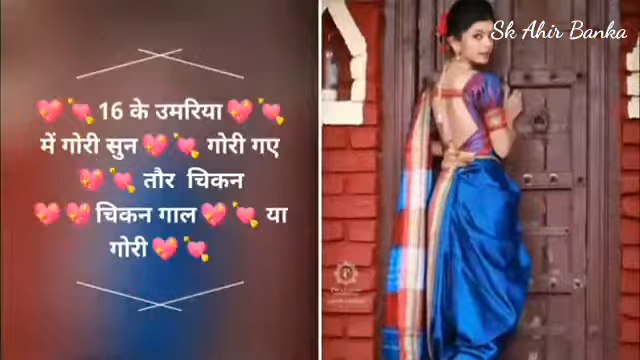 Sk Ahir Banka
💖💘 16 के उमरिया 💖💘
में गोरी सुन 💖💘 गोरी गए
💖💘 तौर चिकन
💖💖 चिकन गाल 💖💘 या
गोरी 💖💘